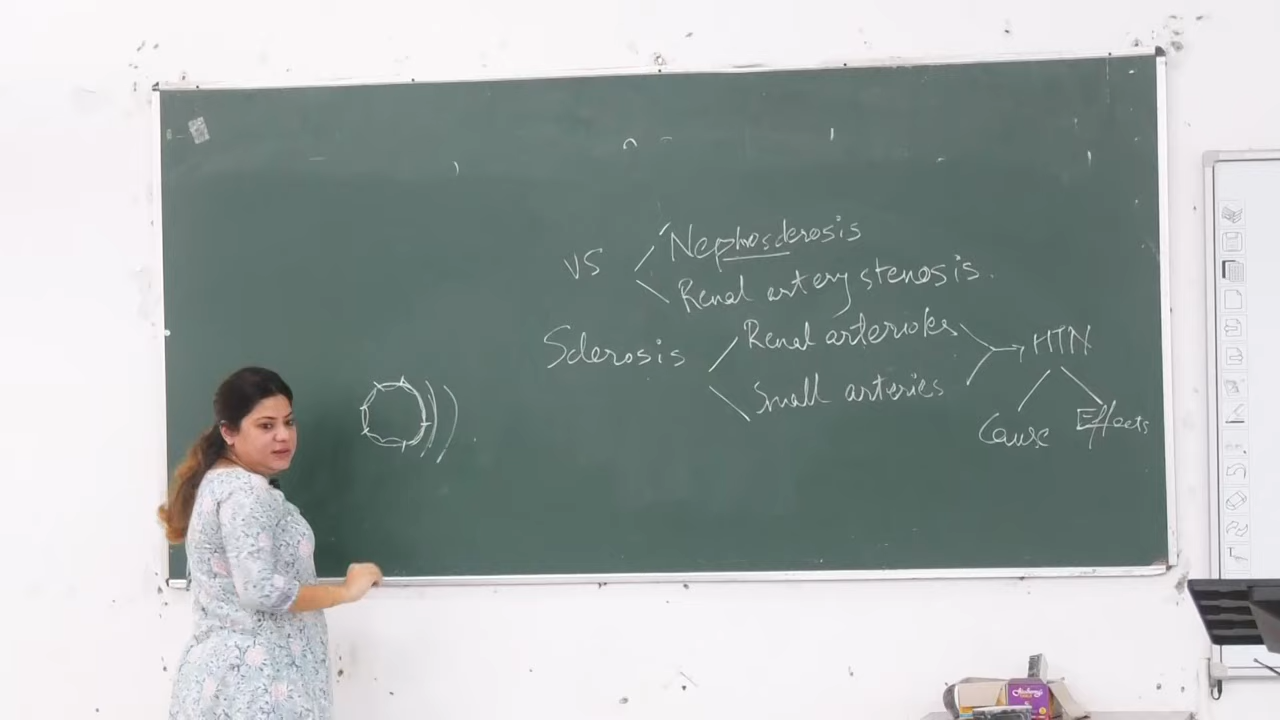 VS
Nephrosclerosis
Renal artery stenosis.
Sclerosis
Renal arterioles
HTN
Small arteries
Cause
Effects